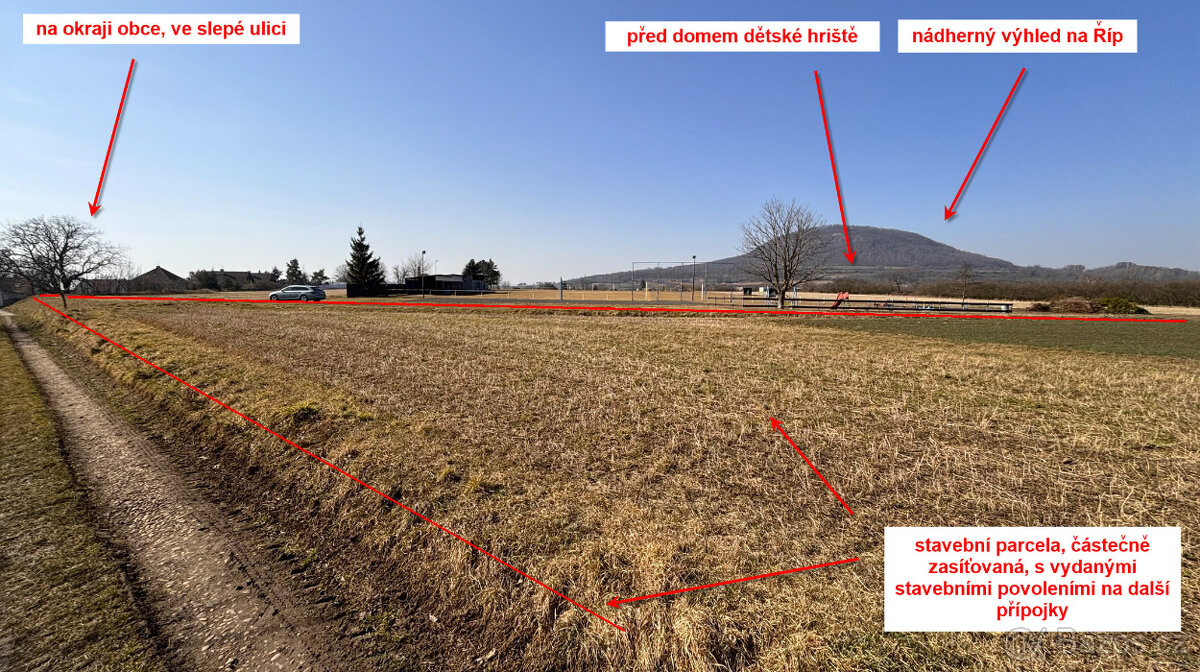 na okraji obce, ve slepé ulici
před domem dětské hřiště
nádherný výhled na Říp
stavební parcela, částečně
zasíťovaná, s vydanými
stavebními povoleními na další
přípojky